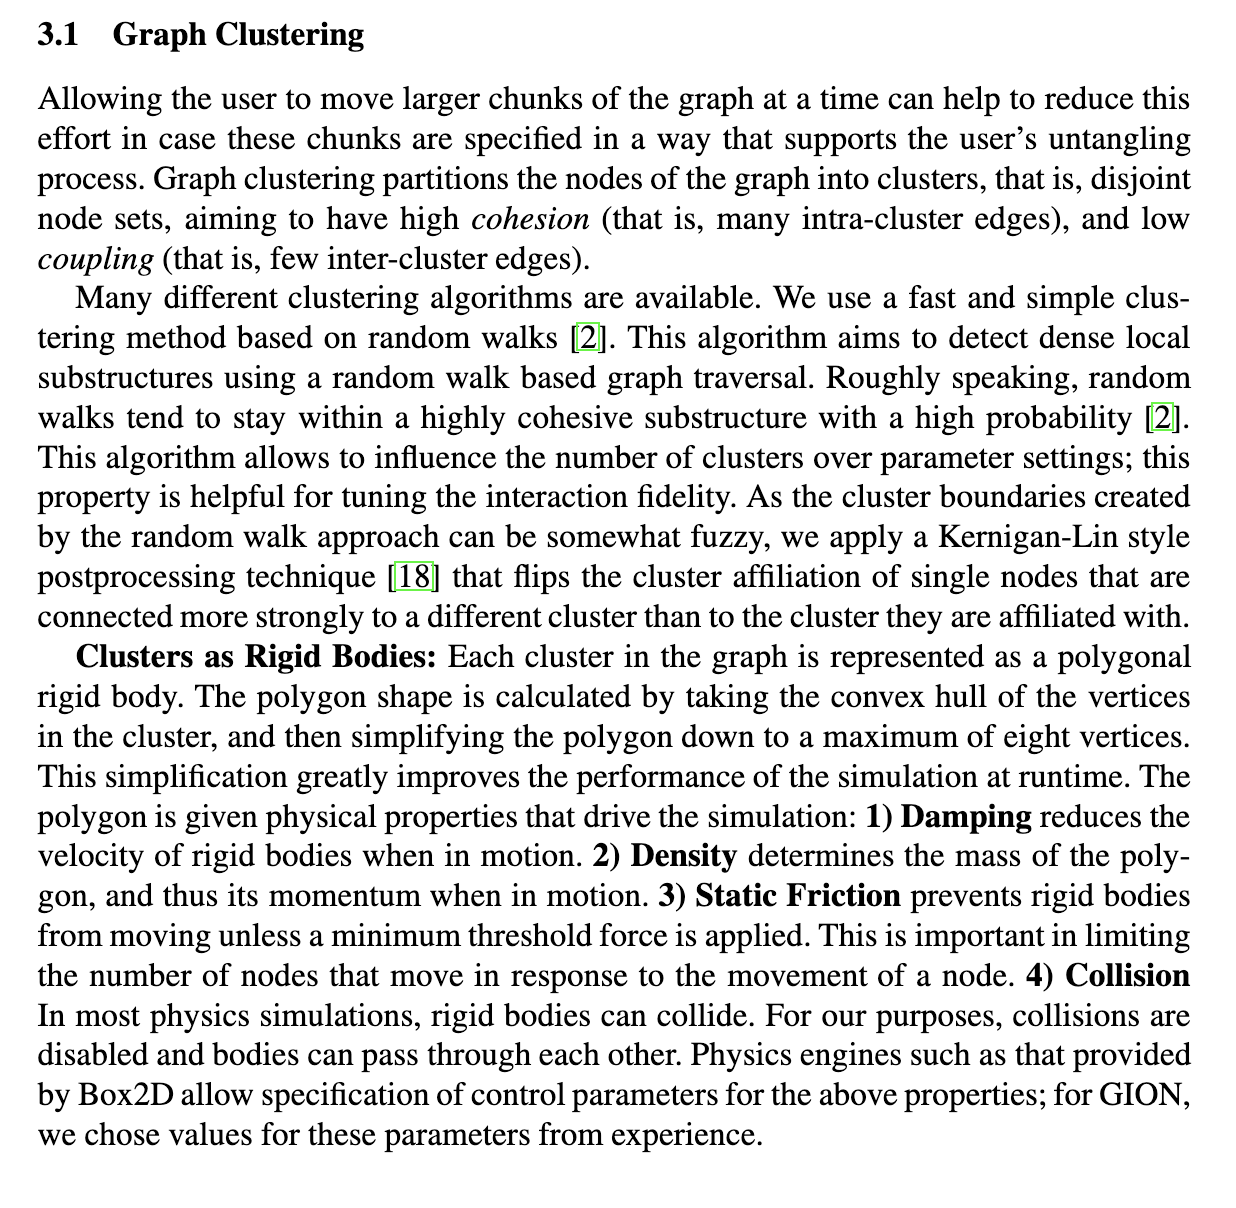 3.1 Graph Clustering
Allowing the user to move larger chunks of the graph at a time can help to reduce this
effort in case these chunks are specified in a way that supports the user’s untangling
process. Graph clustering partitions the nodes of the graph into clusters, that is, disjoint
node sets, aiming to have high cohesion (that is, many intra-cluster edges), and low
coupling (that is, few inter-cluster edges).
Many different clustering algorithms are available. We use a fast and simple clus-
tering method based on random walks [2]. This algorithm aims to detect dense local
substructures using a random walk based graph traversal. Roughly speaking, random
walks tend to stay within a highly cohesive substructure with a high probability [2].
This algorithm allows to influence the number of clusters over parameter settings; this
property is helpful for tuning the interaction fidelity. As the cluster boundaries created
by the random walk approach can be somewhat fuzzy, we apply a Kernigan-Lin style
postprocessing technique [18] that flips the cluster affiliation of single nodes that are
connected more strongly to a different cluster than to the cluster they are affiliated with.
Clusters as Rigid Bodies: Each cluster in the graph is represented as a polygonal
rigid body. The polygon shape is calculated by taking the convex hull of the vertices
in the cluster, and then simplifying the polygon down to a maximum of eight vertices.
This simplification greatly improves the performance of the simulation at runtime. The
polygon is given physical properties that drive the simulation: 1) Damping reduces the
velocity of rigid bodies when in motion. 2) Density determines the mass of the poly-
gon, and thus its momentum when in motion. 3) Static Friction prevents rigid bodies
from moving unless a minimum threshold force is applied. This is important in limiting
the number of nodes that move in response to the movement of a node. 4) Collision
In most physics simulations, rigid bodies can collide. For our purposes, collisions are
disabled and bodies can pass through each other. Physics engines such as that provided
by Box2D allow specification of control parameters for the above properties; for GION,
we chose values for these parameters from experience.